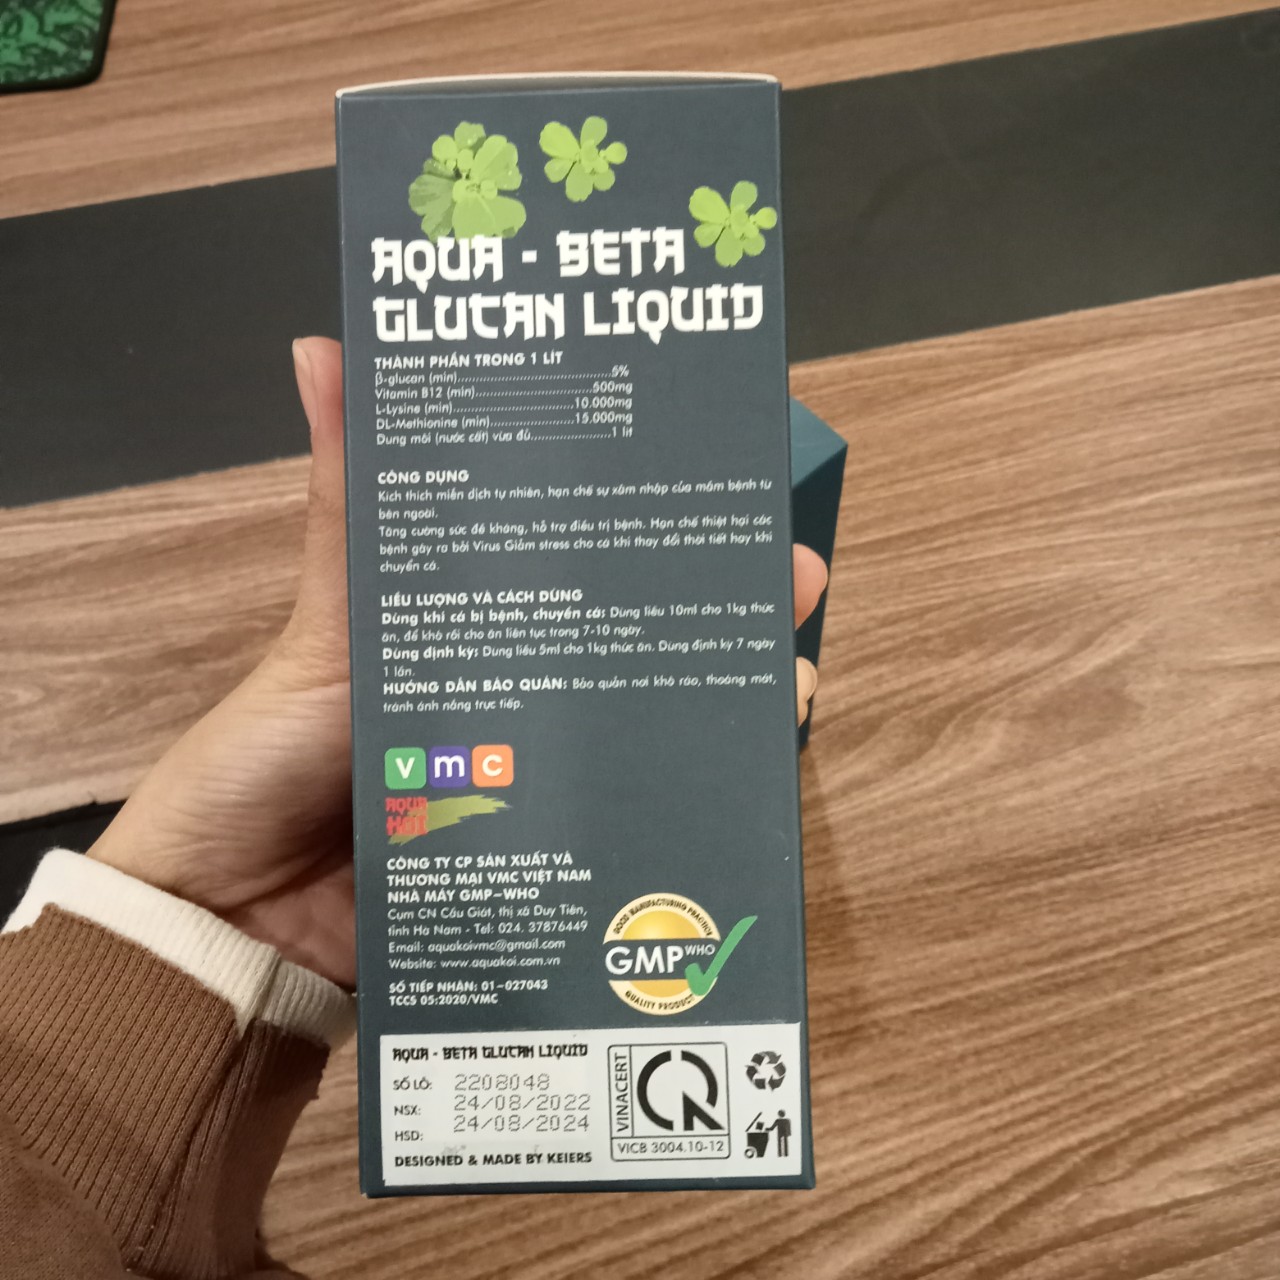 AQUA - BETA
GLUCAN LIQUID
THÀNH PHẦN TRONG 1 LÍT
β-glucan (min)..........................................5%
Vitamin B12 (min)................................500mg
L-Lysine (min).................................10.000mg
DL-Methionine (min).......................15.000mg
Dung môi (nước cất) vừa đủ......................1 lít
CÔNG DỤNG
Kích thích miễn dịch tự nhiên, hạn chế sự xâm nhập của mầm bệnh từ
bên ngoài.
Tăng cường sức đề kháng, hỗ trợ điều trị bệnh. Hạn chế thiệt hại các
bệnh gây ra bởi Virus Giảm stress cho cá khi thay đổi thời tiết hay khi
chuyển cá.
LIỀU LƯỢNG VÀ CÁCH DÙNG
Dùng khi cá bị bệnh, chuyển cá: Dùng liều 10ml cho 1kg thức
ăn, để khô rồi cho ăn liên tục trong 7-10 ngày.
Dùng định kỳ: Dùng liều 5ml cho 1kg thức ăn. Dùng định kỳ 7 ngày
1 lần.
HƯỚNG DẪN BẢO QUẢN: Bảo quản nơi khô ráo, thoáng mát,
tránh ánh nắng trực tiếp.
vmc
AQUA
KOI
CÔNG TY CP SẢN XUẤT VÀ
THƯƠNG MẠI VMC VIỆT NAM
NHÀ MÁY GMP-WHO
Cụm CN Cầu Giát, thị xã Duy Tiên,
tỉnh Hà Nam - Tel: 024. 37876449
Email: aquakoivmc@gmail.com
Website: www.aquakoi.com.vn
SỐ TIẾP NHẬN: 01-027043
TCCS 05:2020/VMC
GOOD MANUFACTURING PRACTICE
GMP WHO
QUALITY PRODUCT
AQUA - BETA GLUCAN LIQUID
SỐ LÔ: 2208048
NSX: 24/08/2022
HSD: 24/08/2024
DESIGNED & MADE BY KEIERS
VINACERT
VICB 3004.10-12